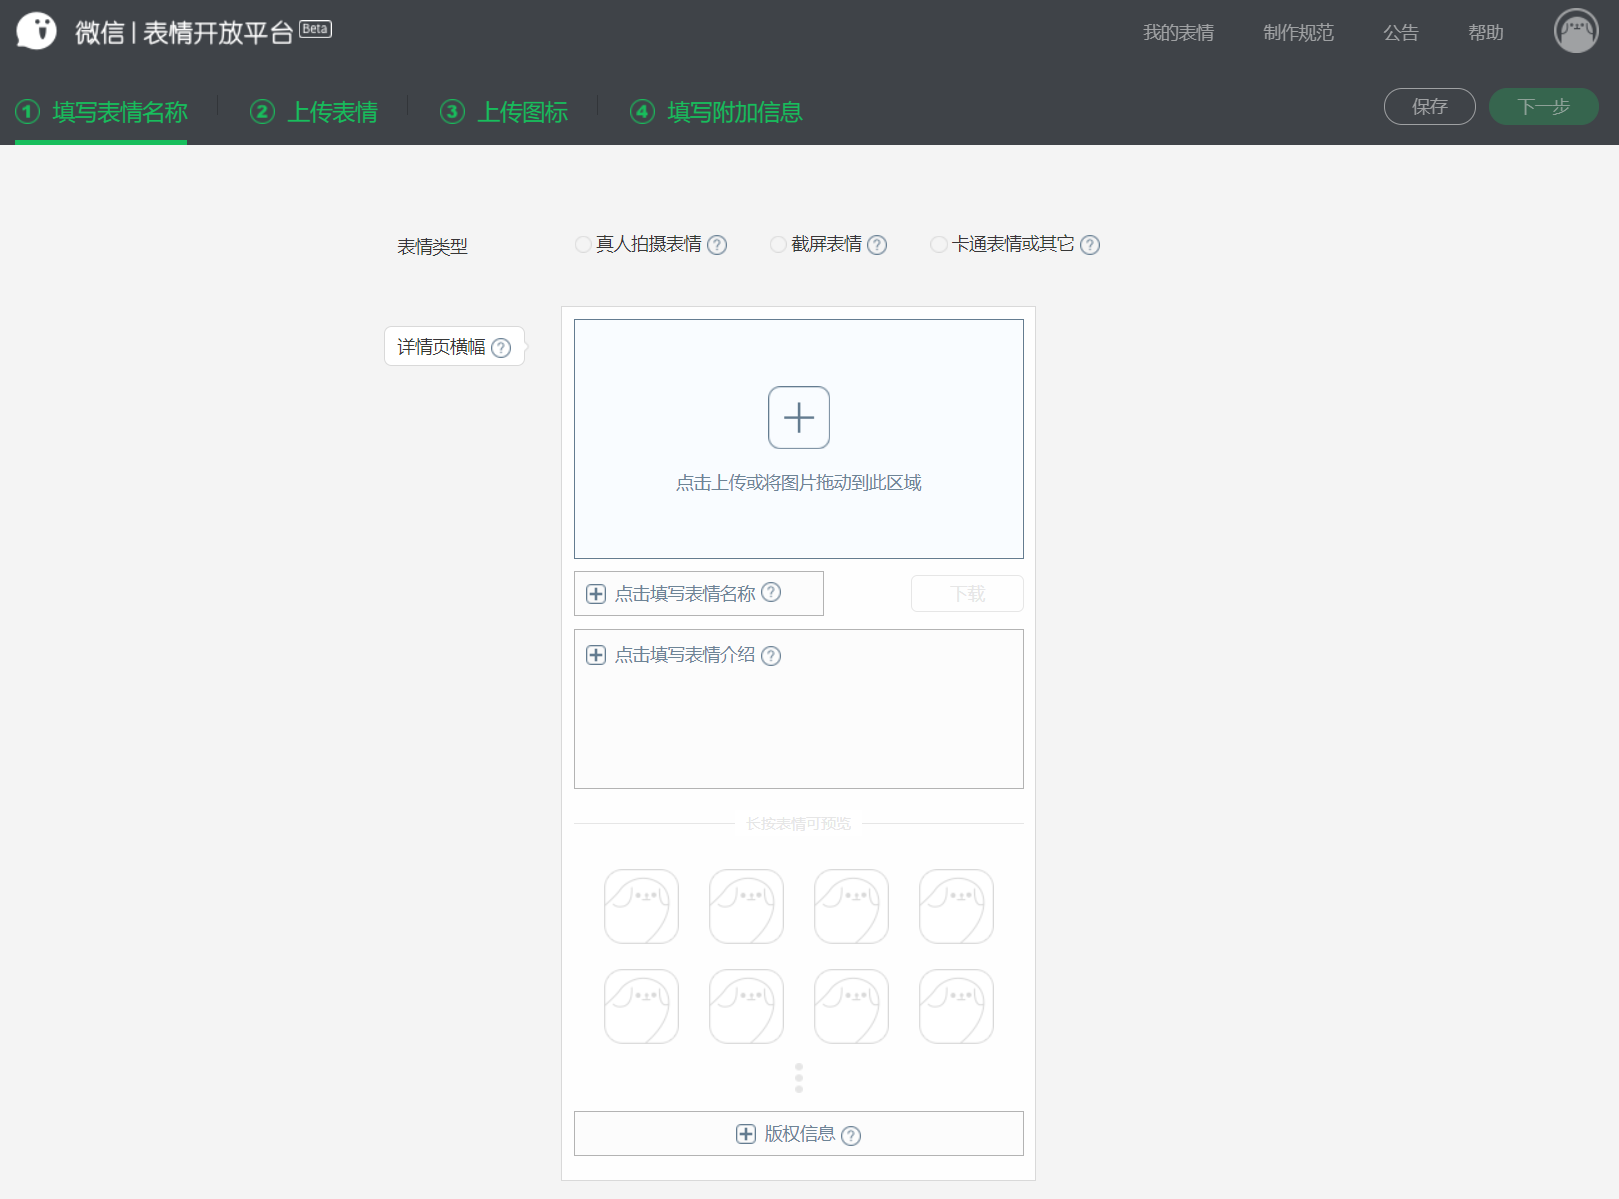 微信 | 表情开放平台 Beta
我的表情 制作规范 公告 帮助
1 填写表情名称 2 上传表情 3 上传图标 4 填写附加信息
保存 下一步
表情类型 真人拍摄表情 ? 截屏表情 ? 卡通表情或其它 ?
详情页横幅 ?
点击上传或将图片拖动到此区域
点击填写表情名称 ? 下载
点击填写表情介绍 ?
长按表情可预览
版权信息 ?